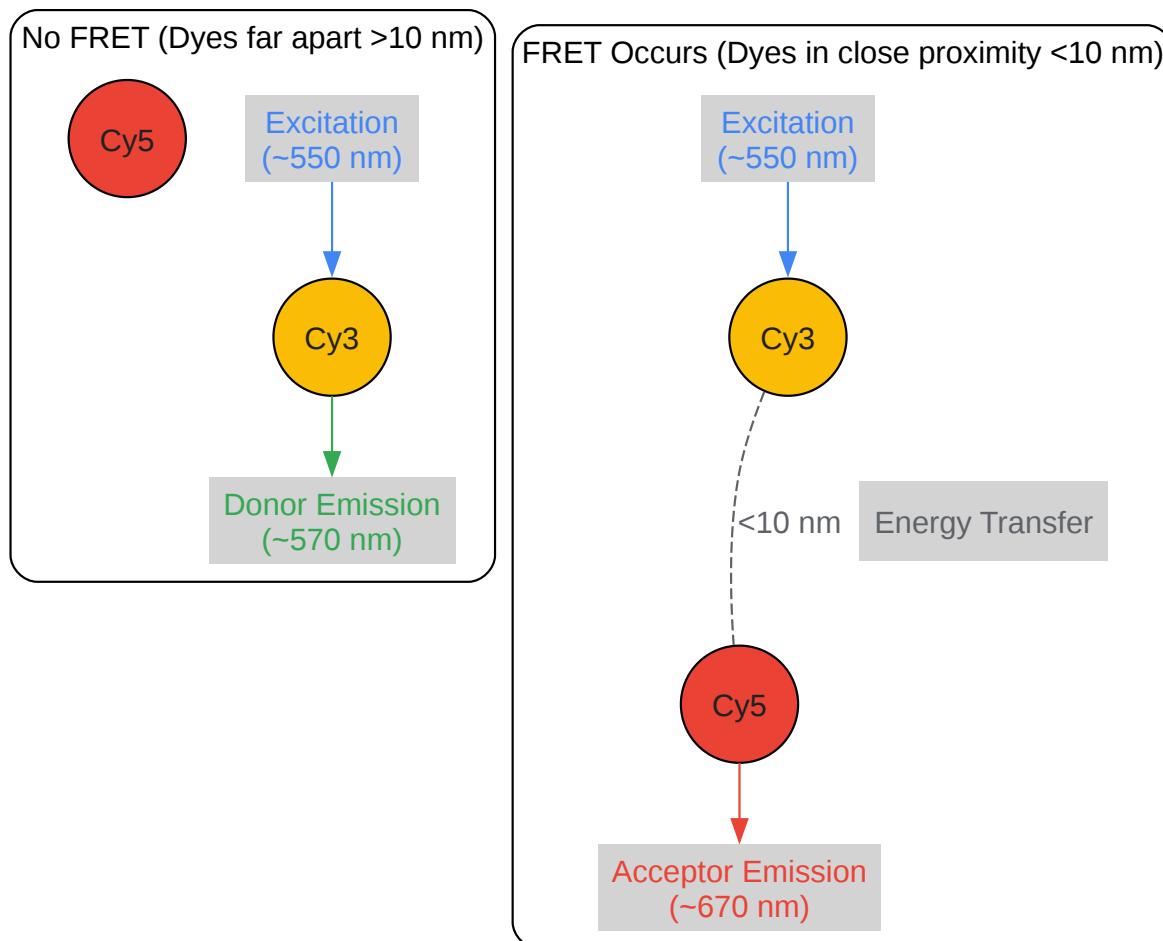 No FRET (Dyes far apart >10 nm)
Cy5
Excitation
(~550 nm)
Cy3
Donor Emission
(~570 nm)
FRET Occurs (Dyes in close proximity <10 nm)
Excitation
(~550 nm)
Cy3
<10 nm
Energy Transfer
Cy5
Acceptor Emission
(~670 nm)